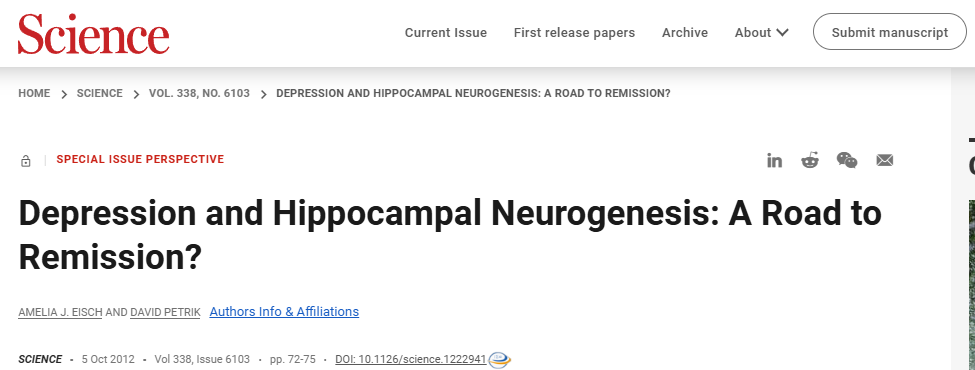 Science
Current Issue First release papers Archive About Submit manuscript
HOME SCIENCE VOL. 338, NO. 6103 DEPRESSION AND HIPPOCAMPAL NEUROGENESIS: A ROAD TO REMISSION?
SPECIAL ISSUE PERSPECTIVE
in
Depression and Hippocampal Neurogenesis: A Road to
Remission?
AMELIA J. EISCH AND DAVID PETRIK Authors Info & Affiliations
SCIENCE • 5 Oct 2012 • Vol 338, Issue 6103 • pp. 72-75 • DOI: 10.1126/science.1222941